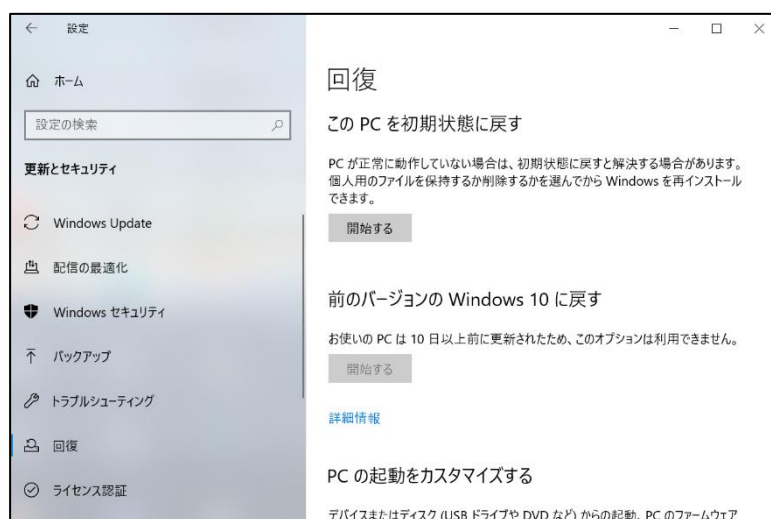 設定
ホーム
設定の検索
更新とセキュリティ
Windows Update
配信の最適化
Windows セキュリティ
バックアップ
トラブルシューティング
回復
ライセンス認証
回復
この PC を初期状態に戻す
PC が正常に動作していない場合は、初期状態に戻すと解決する場合があります。
個人用のファイルを保持するか削除するかを選んでから Windows を再インストール
できます。
開始する
前のバージョンの Windows 10 に戻す
お使いの PC は 10 日以上前に更新されたため、このオプションは利用できません。
開始する
詳細情報
PC の起動をカスタマイズする
デバイスまたはディスク (USB ドライブや DVD など) からの起動、PC のファームウェア